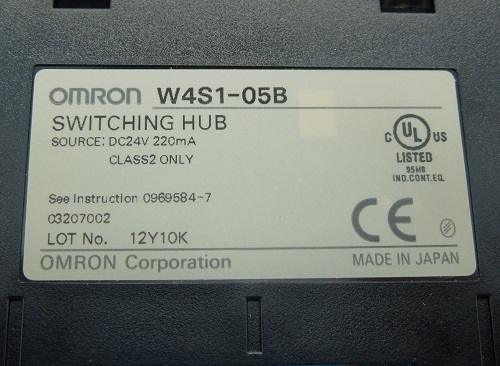 OMRON W4S1-05B
SWITCHING HUB
SOURCE: DC24V 220mA
CLASS2 ONLY
C UL US
LISTED
95M8
IND.CONT.EQ.
See Instruction 0969584-7
03207002
LOT No. 12Y10K
CE
OMRON Corporation
MADE IN JAPAN